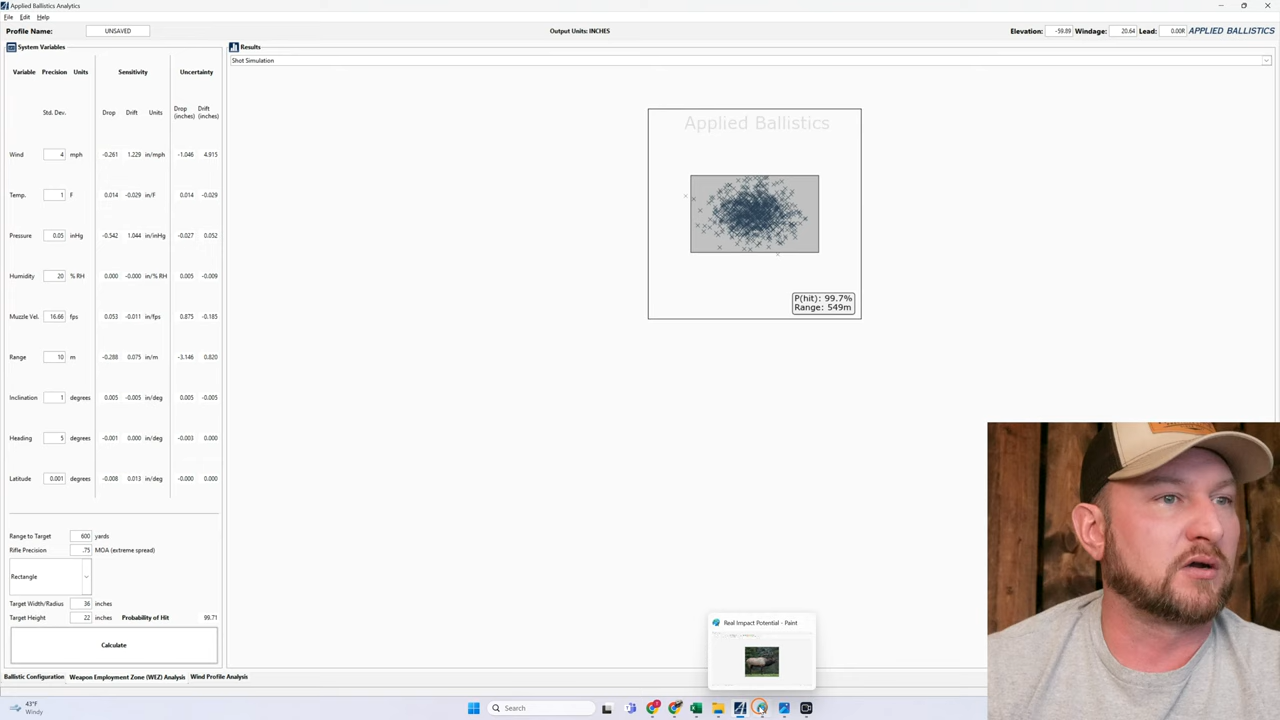 Applied Ballistics Analytics
File Edit Help
Profile Name: UNSAVED Output Units: INCHES Elevation: -59.89 Windage: 20.64 Lead: 0.00R APPLIED BALLISTICS
System Variables
Results
Shot Simulation
Variable Precision Units Sensitivity Uncertainty
Std. Dev. Drop Drift Units Drop (inches) Drift (inches)
Wind 4 mph -0.261 1.229 in/mph -1.046 4.915
Temp. 1 F 0.014 -0.029 in/F 0.014 -0.029
Pressure 0.05 inHg -0.542 1.044 in/inHg -0.027 0.052
Humidity 20 % RH 0.000 -0.000 in/% RH 0.005 -0.009
Muzzle Vel. 16.66 fps 0.053 -0.011 in/fps 0.875 -0.185
Range 10 m -0.288 0.075 in/m -3.146 0.820
Inclination 1 degrees 0.005 -0.005 in/deg 0.005 -0.005
Heading 5 degrees -0.001 0.000 in/deg -0.003 0.000
Latitude 0.001 degrees -0.008 0.013 in/deg -0.000 0.000
Range to Target 600 yards
Rifle Precision .75 MOA (extreme spread)
Rectangle
Target Width/Radius 36 inches
Target Height 22 inches Probability of Hit 99.71
Calculate
Ballistic Configuration Weapon Employment Zone (WEZ) Analysis Wind Profile Analysis
Applied Ballistics
P(hit): 99.7%
Range: 549m
Real Impact Potential - Paint
43°F
Windy
Search